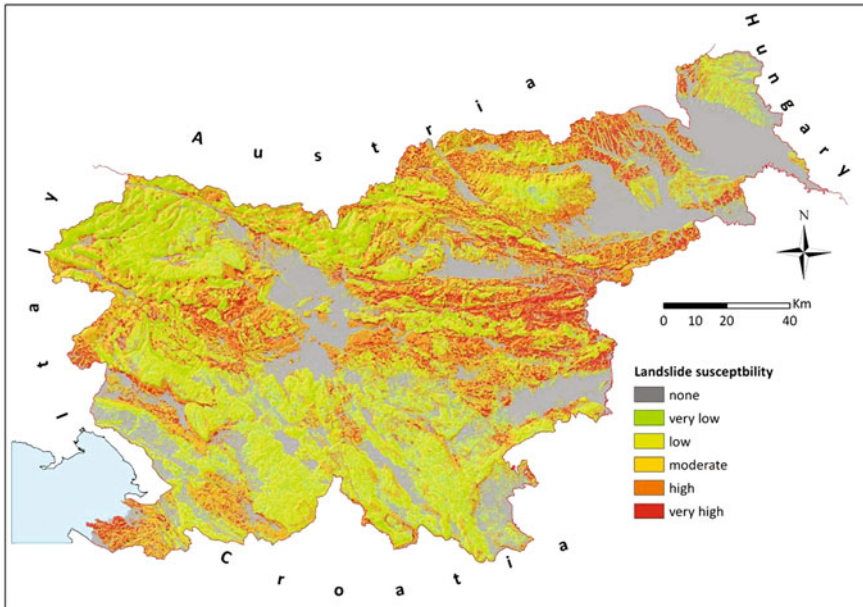 Hungary
Austria
Italy
N
Km
0 10 20 40
Landslide susceptbility
none
very low
low
moderate
high
very high
Croatia